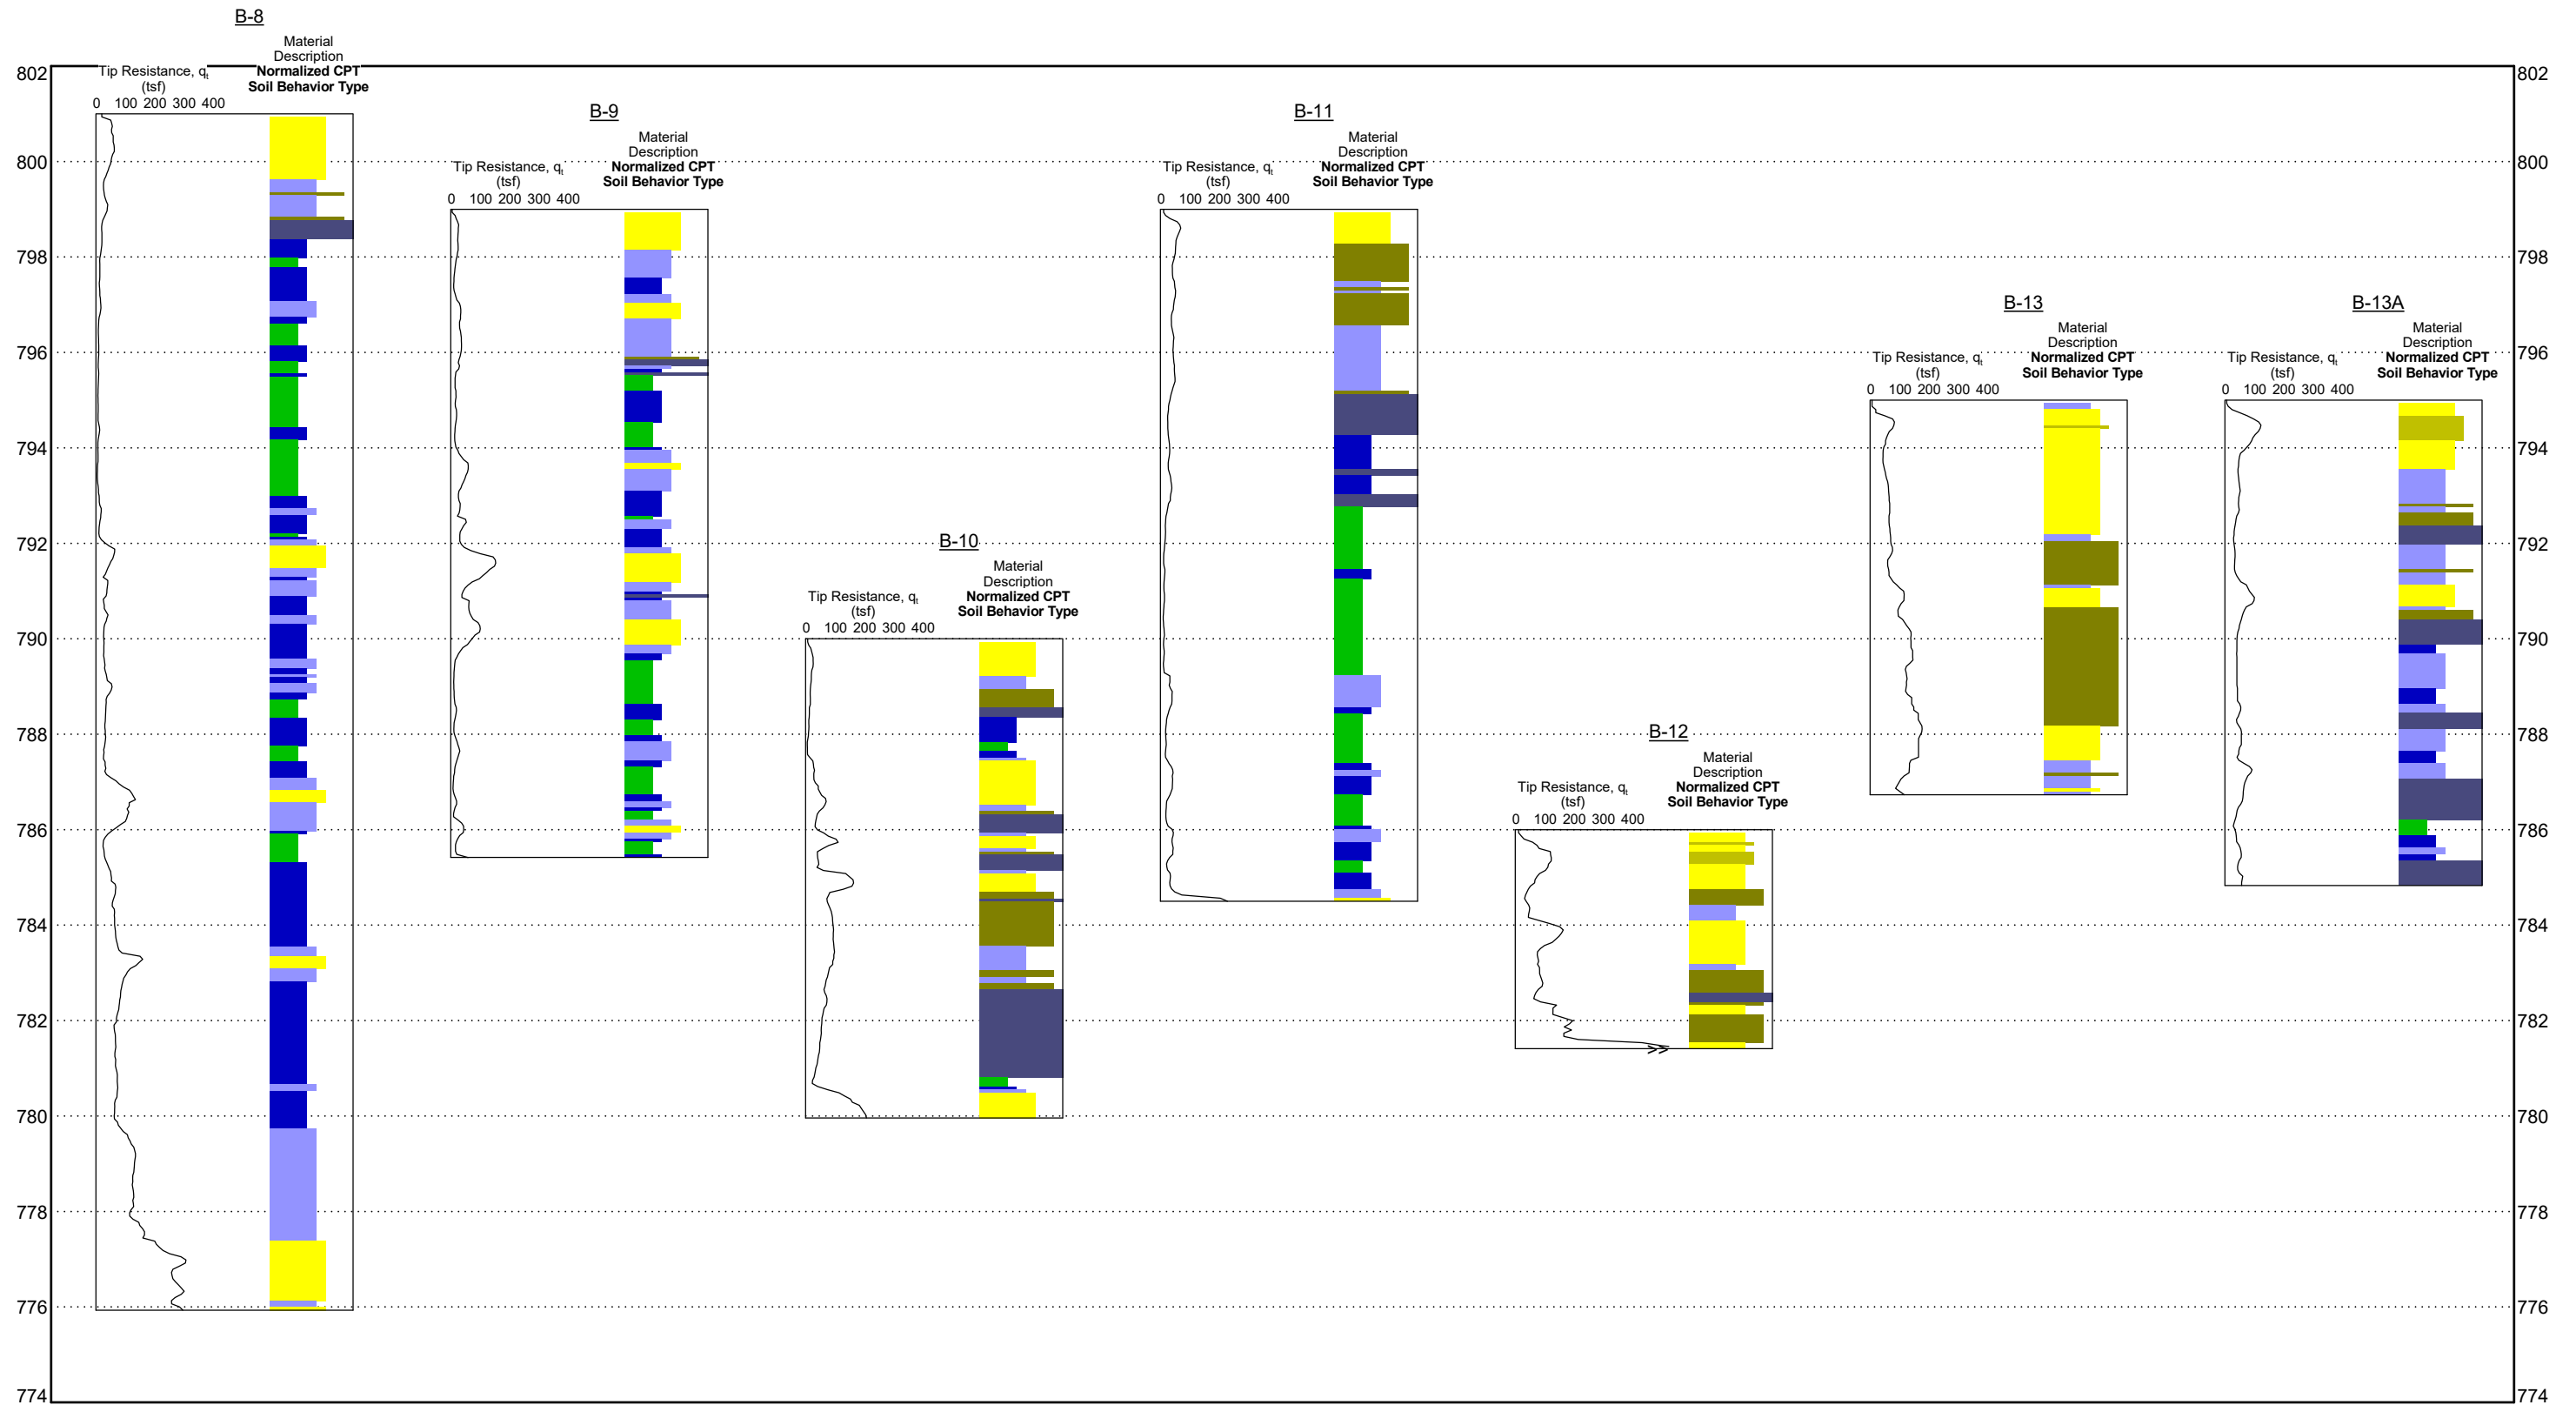 B-8
Material
Description
Normalized CPT
Soil Behavior Type
Tip Resistance, qt
(tsf)
0 100 200 300 400
B-9
Material
Description
Normalized CPT
Soil Behavior Type
Tip Resistance, qt
(tsf)
0 100 200 300 400
B-10
Material
Description
Normalized CPT
Soil Behavior Type
Tip Resistance, qt
(tsf)
0 100 200 300 400
B-11
Material
Description
Normalized CPT
Soil Behavior Type
Tip Resistance, qt
(tsf)
0 100 200 300 400
B-12
Material
Description
Normalized CPT
Soil Behavior Type
Tip Resistance, qt
(tsf)
0 100 200 300 400
>>
B-13
Material
Description
Normalized CPT
Soil Behavior Type
Tip Resistance, qt
(tsf)
0 100 200 300 400
B-13A
Material
Description
Normalized CPT
Soil Behavior Type
Tip Resistance, qt
(tsf)
0 100 200 300 400
802 802
800 800
798 798
796 796
794 794
792 792
790 790
788 788
786 786
784 784
782 782
780 780
778 778
776 776
774 774